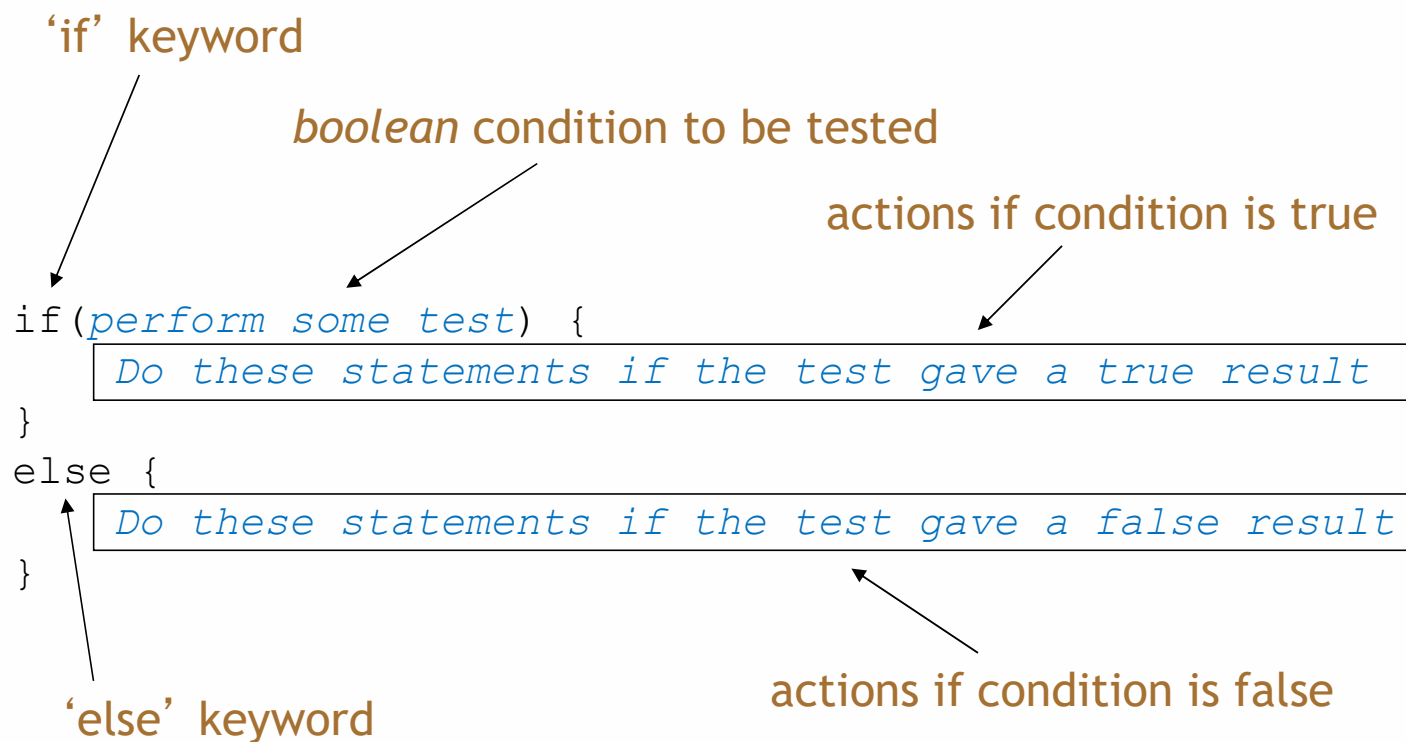 ‘if’ keyword
boolean condition to be tested
actions if condition is true
if(perform some test) {
Do these statements if the test gave a true result
}
else {
Do these statements if the test gave a false result
}
actions if condition is false
‘else’ keyword